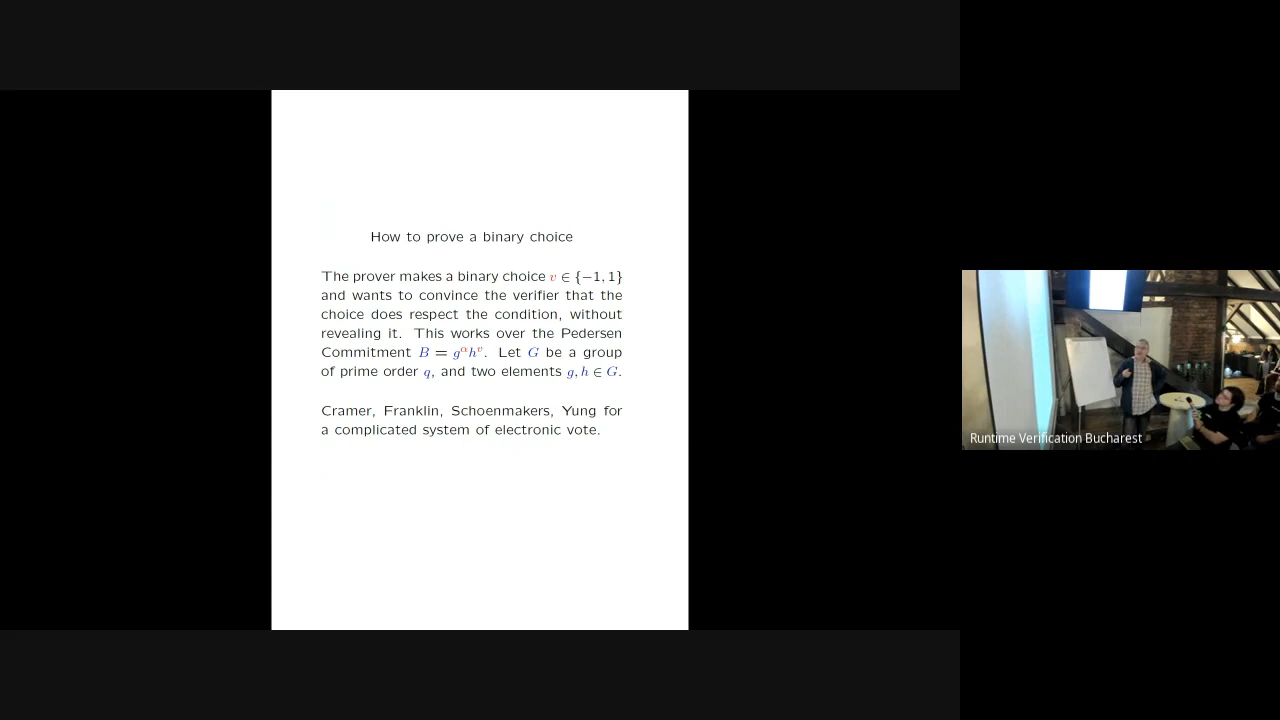 How to prove a binary choice
The prover makes a binary choice v ∈ {−1, 1}
and wants to convince the verifier that the
choice does respect the condition, without
revealing it. This works over the Pedersen
Commitment B = g^α h^v. Let G be a group
of prime order q, and two elements g, h ∈ G.
Cramer, Franklin, Schoenmakers, Yung for
a complicated system of electronic vote.
Runtime Verification Bucharest